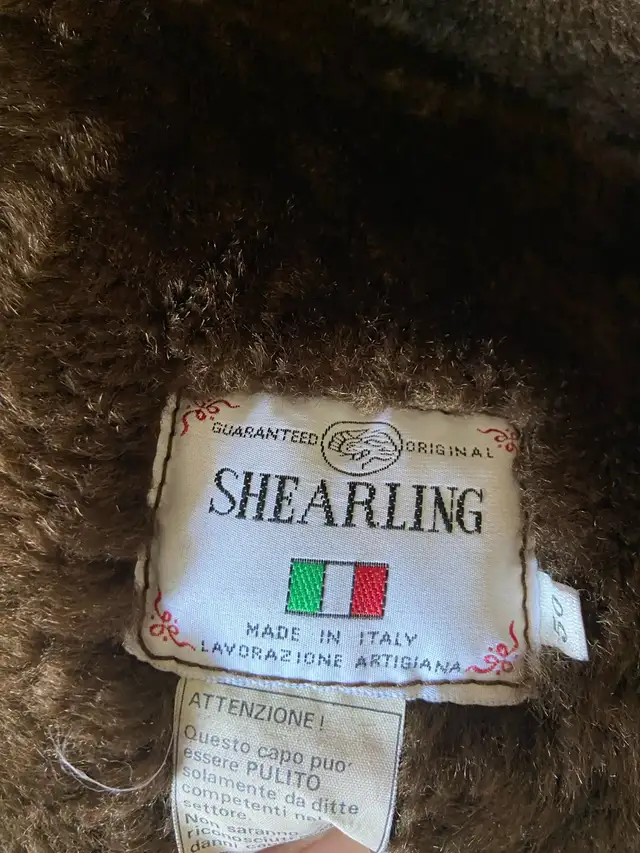 GUARANTEED ORIGINAL
SHEARLING
MADE IN ITALY
LAVORAZIONE ARTIGIANA
50
ATTENZIONE!
Questo capo puo'
essere PULITO
solamente da ditte
competenti nel
settore.
Non saranno
danni